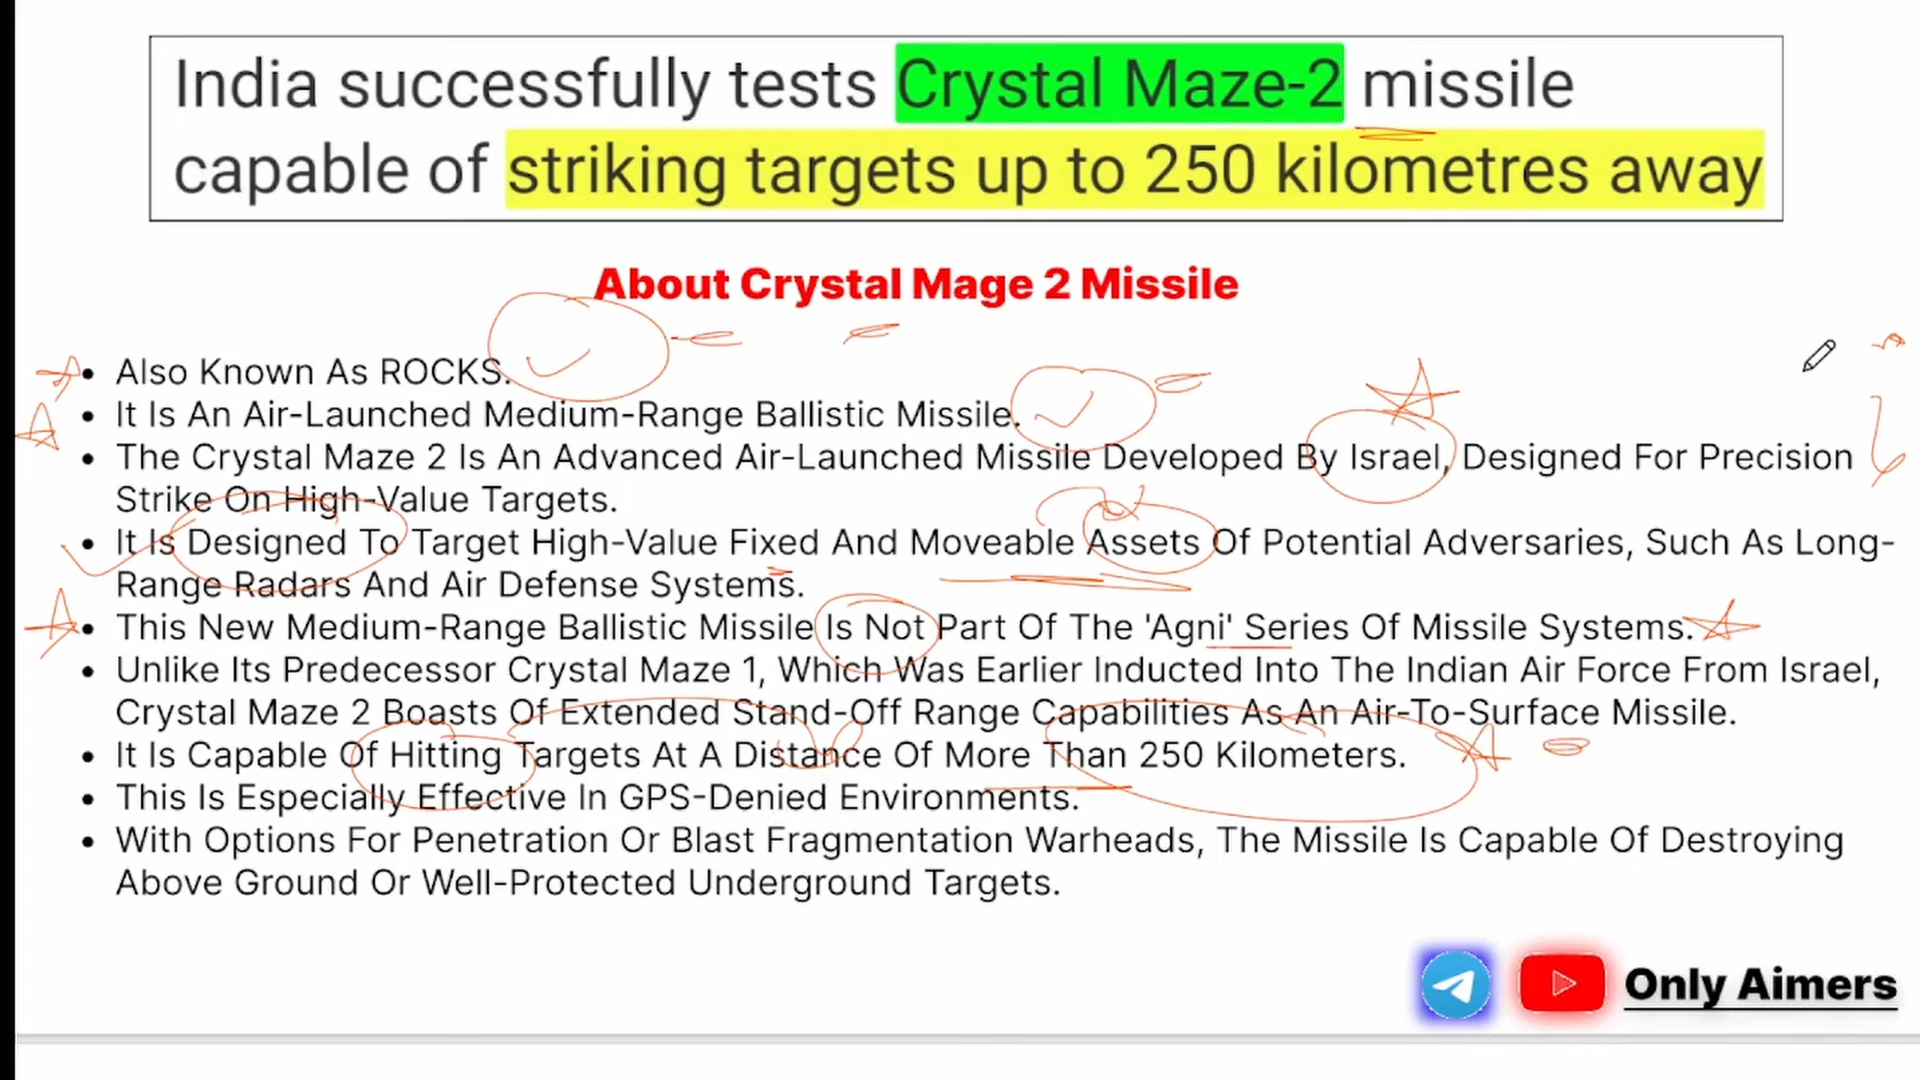 India successfully tests Crystal Maze-2 missile
capable of striking targets up to 250 kilometres away
About Crystal Mage 2 Missile
• Also Known As ROCKS.
• It Is An Air-Launched Medium-Range Ballistic Missile.
• The Crystal Maze 2 Is An Advanced Air-Launched Missile Developed By Israel, Designed For Precision
Strike On High-Value Targets.
• It Is Designed To Target High-Value Fixed And Moveable Assets Of Potential Adversaries, Such As Long-
Range Radars And Air Defense Systems.
• This New Medium-Range Ballistic Missile Is Not Part Of The 'Agni' Series Of Missile Systems.
• Unlike Its Predecessor Crystal Maze 1, Which Was Earlier Inducted Into The Indian Air Force From Israel,
Crystal Maze 2 Boasts Of Extended Stand-Off Range Capabilities As An Air-To-Surface Missile.
• It Is Capable Of Hitting Targets At A Distance Of More Than 250 Kilometers.
• This Is Especially Effective In GPS-Denied Environments.
• With Options For Penetration Or Blast Fragmentation Warheads, The Missile Is Capable Of Destroying
Above Ground Or Well-Protected Underground Targets.
Only Aimers